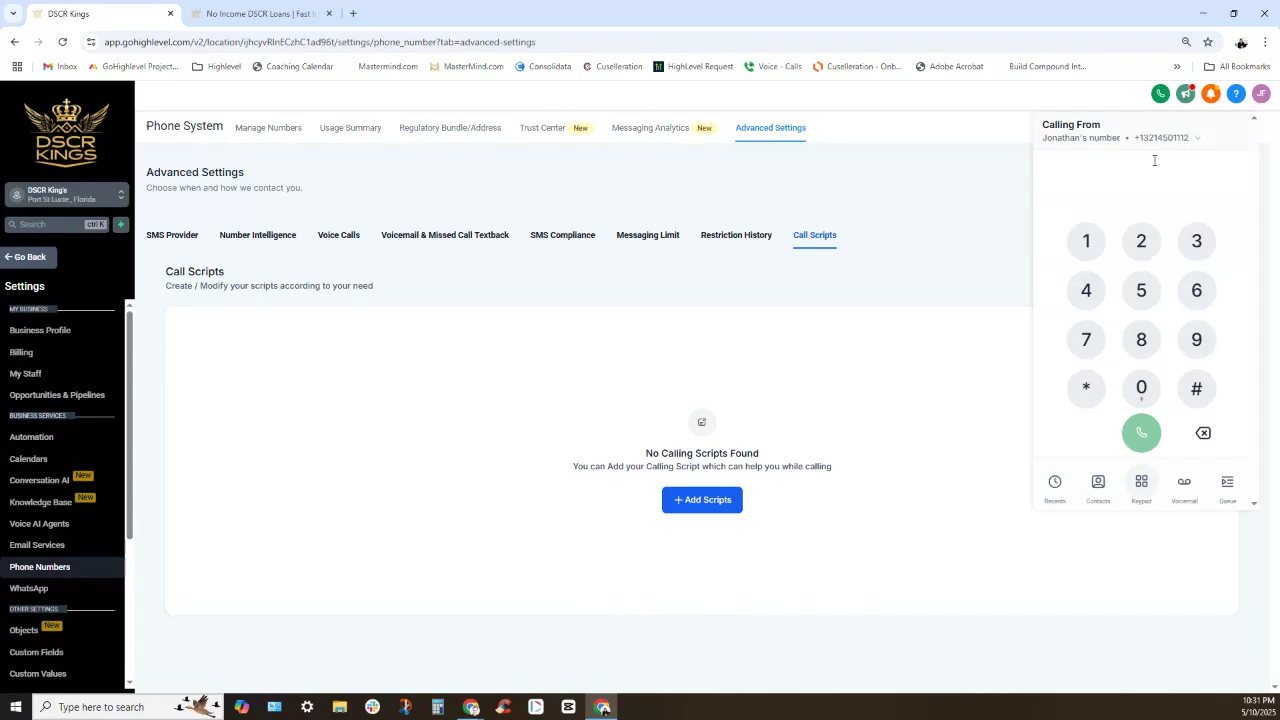 DSCR Kings
No Income DSCR Loans | Fast
app.gohighlevel.com/v2/location/ijhcyvRlnECzhC1ad96t/settings/phone_number?tab=advanced-settings
Inbox
GoHighlevel Project...
Highlevel
Coaching Calendar
Mastermind.com
MasterMind.com
Consolidata
Cuselleration
HighLevel Request
Voice - Calls
Cuselleration - Onb...
Adobe Acrobat
Build Compound Int...
»
All Bookmarks
DSCR
KINGS
JF
Phone System
Manage Numbers
Usage Summary
Regulatory Bundle/Address
Trust Center New
Messaging Analytics New
Advanced Settings
DSCR King's
Port St Lucie , Florida
Search ctrl K
Go Back
Settings
MY BUSINESS
Business Profile
Billing
My Staff
Opportunities & Pipelines
BUSINESS SERVICES
Automation
Calendars
Conversation AI New
Knowledge Base New
Voice AI Agents
Email Services
Phone Numbers
WhatsApp
OTHER SETTINGS
Objects New
Custom Fields
Custom Values
Advanced Settings
Choose when and how we contact you.
SMS Provider
Number Intelligence
Voice Calls
Voicemail & Missed Call Textback
SMS Compliance
Messaging Limit
Restriction History
Call Scripts
Call Scripts
Create / Modify your scripts according to your need
No Calling Scripts Found
You can Add your Calling Script which can help you while calling
+ Add Scripts
Calling From
Jonathan's number • +13214501112
1 2 3
4 5 6
7 8 9
* 0 #
+
Recents
Contacts
Keypad
Voicemail
Queue
Type here to search
10:31 PM
5/10/2025